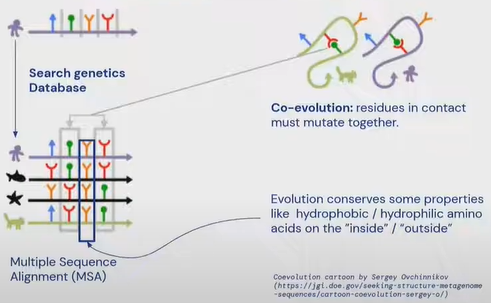 Search genetics
Database
Co-evolution: residues in contact
must mutate together.
Evolution conserves some properties
like hydrophobic / hydrophilic amino
acids on the "inside" / "outside"
Multiple Sequence
Alignment (MSA)
Coevolution cartoon by Sergey Ovchinnikov
(https://jgi.doe.gov/seeking-structure-metagenome
-sequences/cartoon-coevolution-sergey-o/)